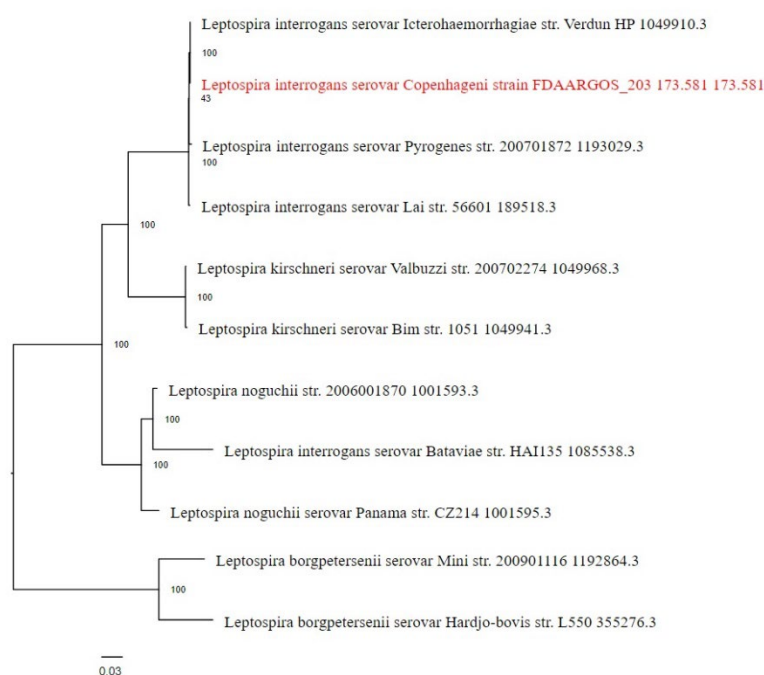 Leptospira interrogans serovar Icterohaemorrhagiae str. Verdun HP 1049910.3
100
Leptospira interrogans serovar Copenhageni strain FDAARGOS_203 173.581 173.581
43
Leptospira interrogans serovar Pyrogenes str. 200701872 1193029.3
100
Leptospira interrogans serovar Lai str. 56601 189518.3
100
Leptospira kirschneri serovar Valbuzzi str. 200702274 1049968.3
100
Leptospira kirschneri serovar Bim str. 1051 1049941.3
100
Leptospira noguchii str. 2006001870 1001593.3
100
Leptospira interrogans serovar Bataviae str. HAI135 1085538.3
100
Leptospira noguchii serovar Panama str. CZ214 1001595.3
Leptospira borgpetersenii serovar Mini str. 200901116 1192864.3
100
Leptospira borgpetersenii serovar Hardjo-bovis str. L550 355276.3
0.03